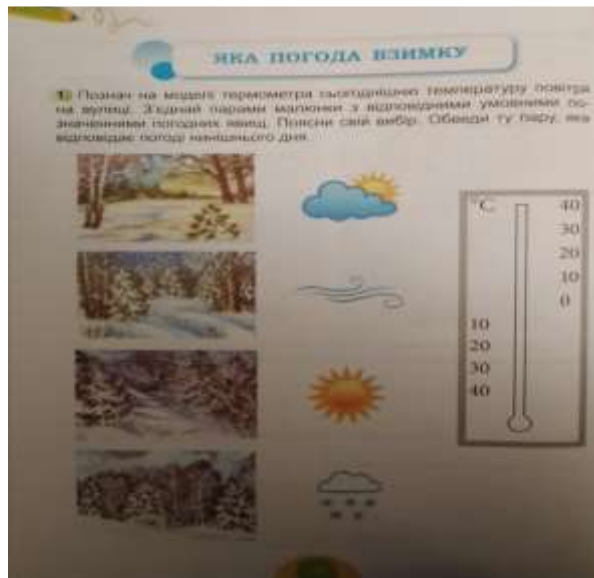 ЯКА ПОГОДА ВЗИМКУ
1. Познач на моделі термометра сьогоднішню температуру повітря
на вулиці. З'єднай парами малюнки з відповідними умовними по-
значеннями погодних явищ. Поясни свій вибір. Обведи ту пару, яка
відповідає погоді нинішнього дня.
°C 40
30
20
10
0
10
20
30
40